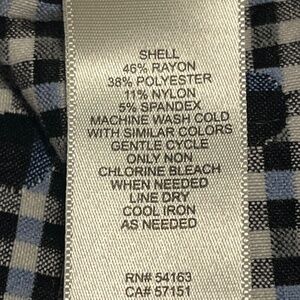 SHELL
46% RAYON
38% POLYESTER
11% NYLON
5% SPANDEX
MACHINE WASH COLD
WITH SIMILAR COLORS
GENTLE CYCLE
ONLY NON
CHLORINE BLEACH
WHEN NEEDED
LINE DRY
COOL IRON
AS NEEDED
RN# 54163
CA# 57151